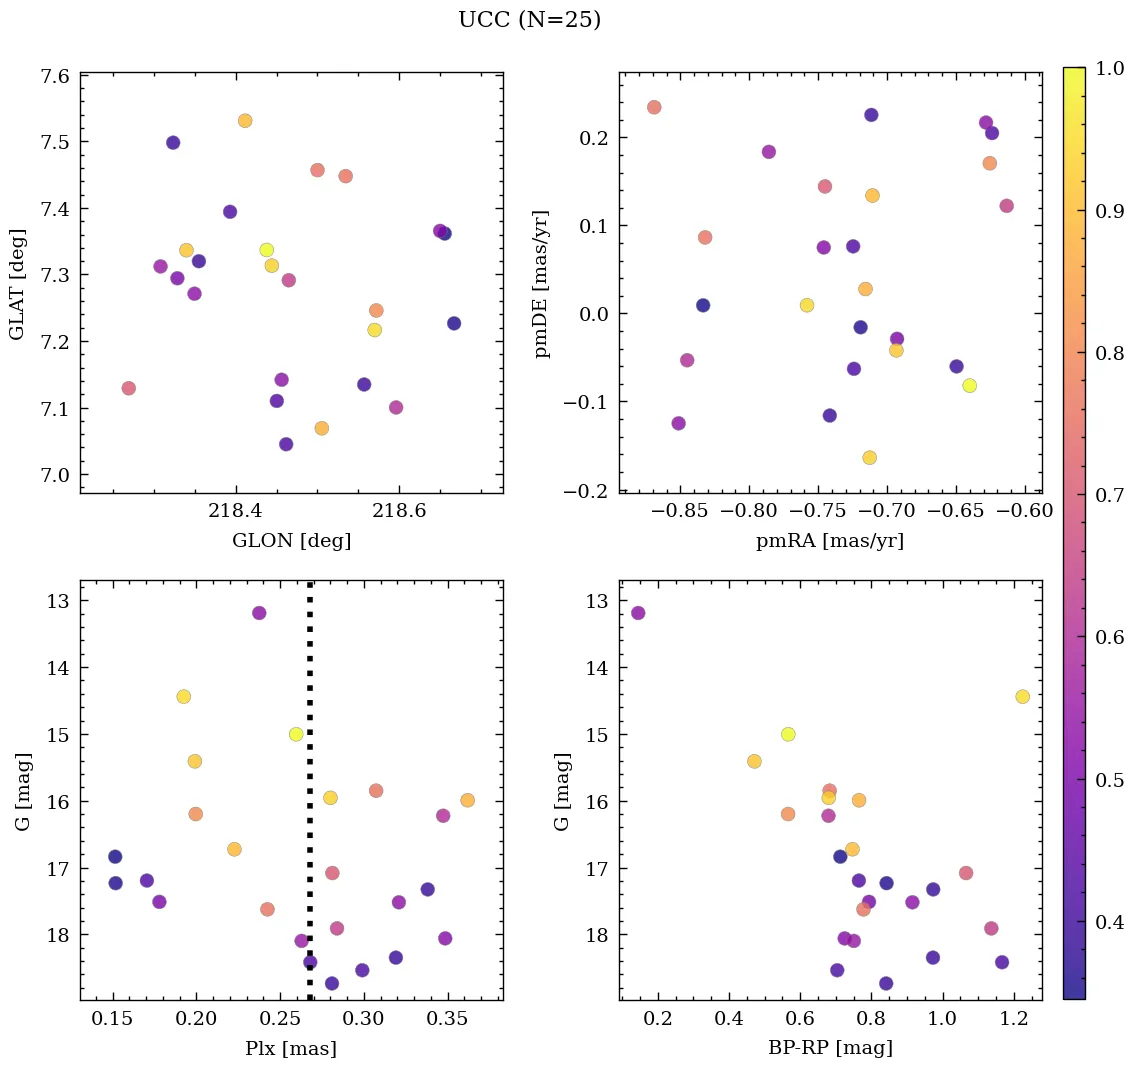 UCC (N=25)
7.6
7.5
7.4
7.3
7.2
7.1
7.0
GLAT [deg]
218.4 218.6
GLON [deg]
0.2
0.1
0.0
−0.1
−0.2
pmDE [mas/yr]
−0.85 −0.80 −0.75 −0.70 −0.65 −0.60
pmRA [mas/yr]
13
14
15
16
17
18
G [mag]
0.15 0.20 0.25 0.30 0.35
Plx [mas]
13
14
15
16
17
18
G [mag]
0.2 0.4 0.6 0.8 1.0 1.2
BP-RP [mag]
1.0
0.9
0.8
0.7
0.6
0.5
0.4